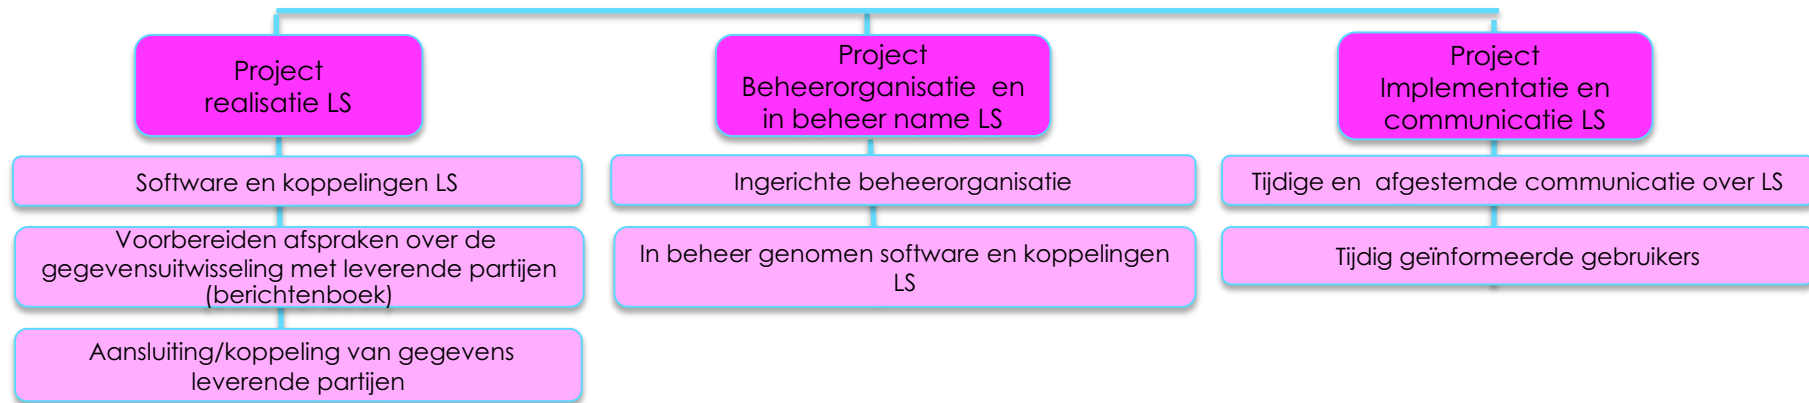 Project
realisatie LS
Software en koppelingen LS
Voorbereiden afspraken over de
gegevensuitwisseling met leverende partijen
(berichtenboek)
Aansluiting/koppeling van gegevens
leverende partijen
Project
Beheerorganisatie en
in beheer name LS
Ingerichte beheerorganisatie
In beheer genomen software en koppelingen
LS
Project
Implementatie en
communicatie LS
Tijdige en afgestemde communicatie over LS
Tijdig geïnformeerde gebruikers